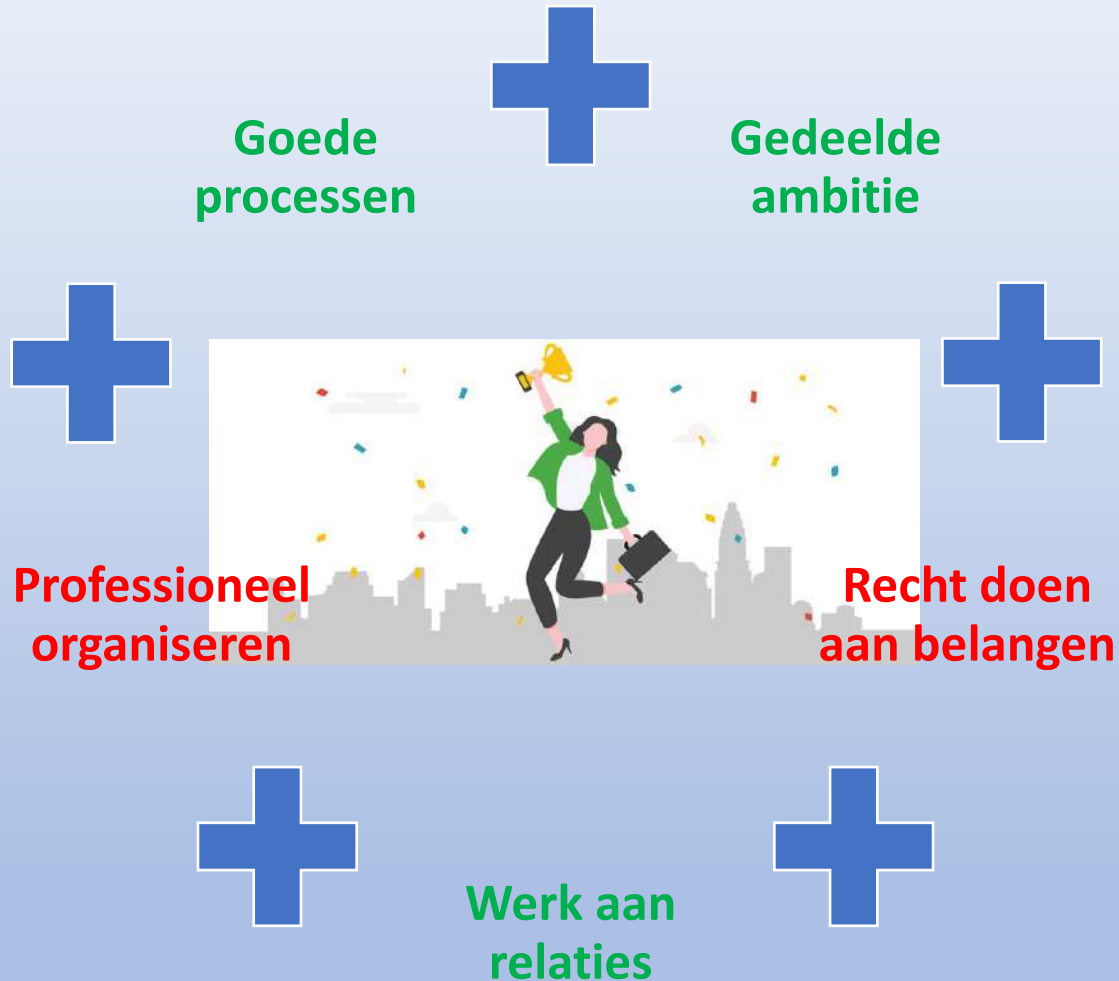 Goede
processen
Gedeelde
ambitie
Professioneel
organiseren
Recht doen
aan belangen
Werk aan
relaties